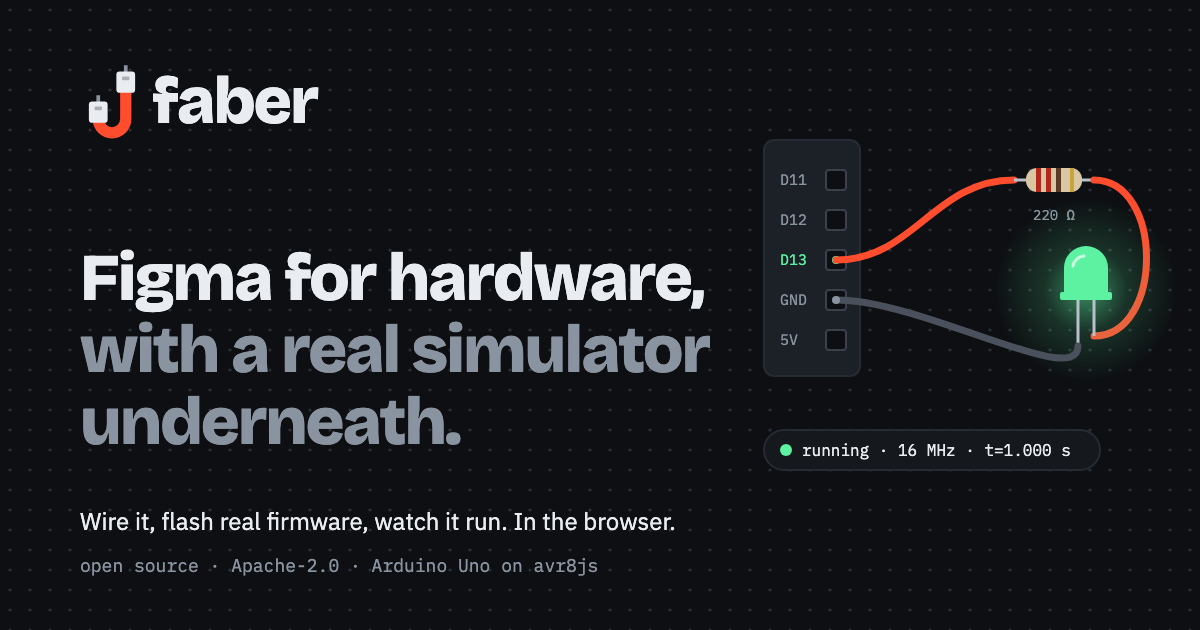 faber
Figma for hardware,
with a real simulator
underneath.
Wire it, flash real firmware, watch it run. In the browser.
open source · Apache-2.0 · Arduino Uno on avr8js
D11
D12
D13
GND
5V
220 Ω
running · 16 MHz · t=1.000 s